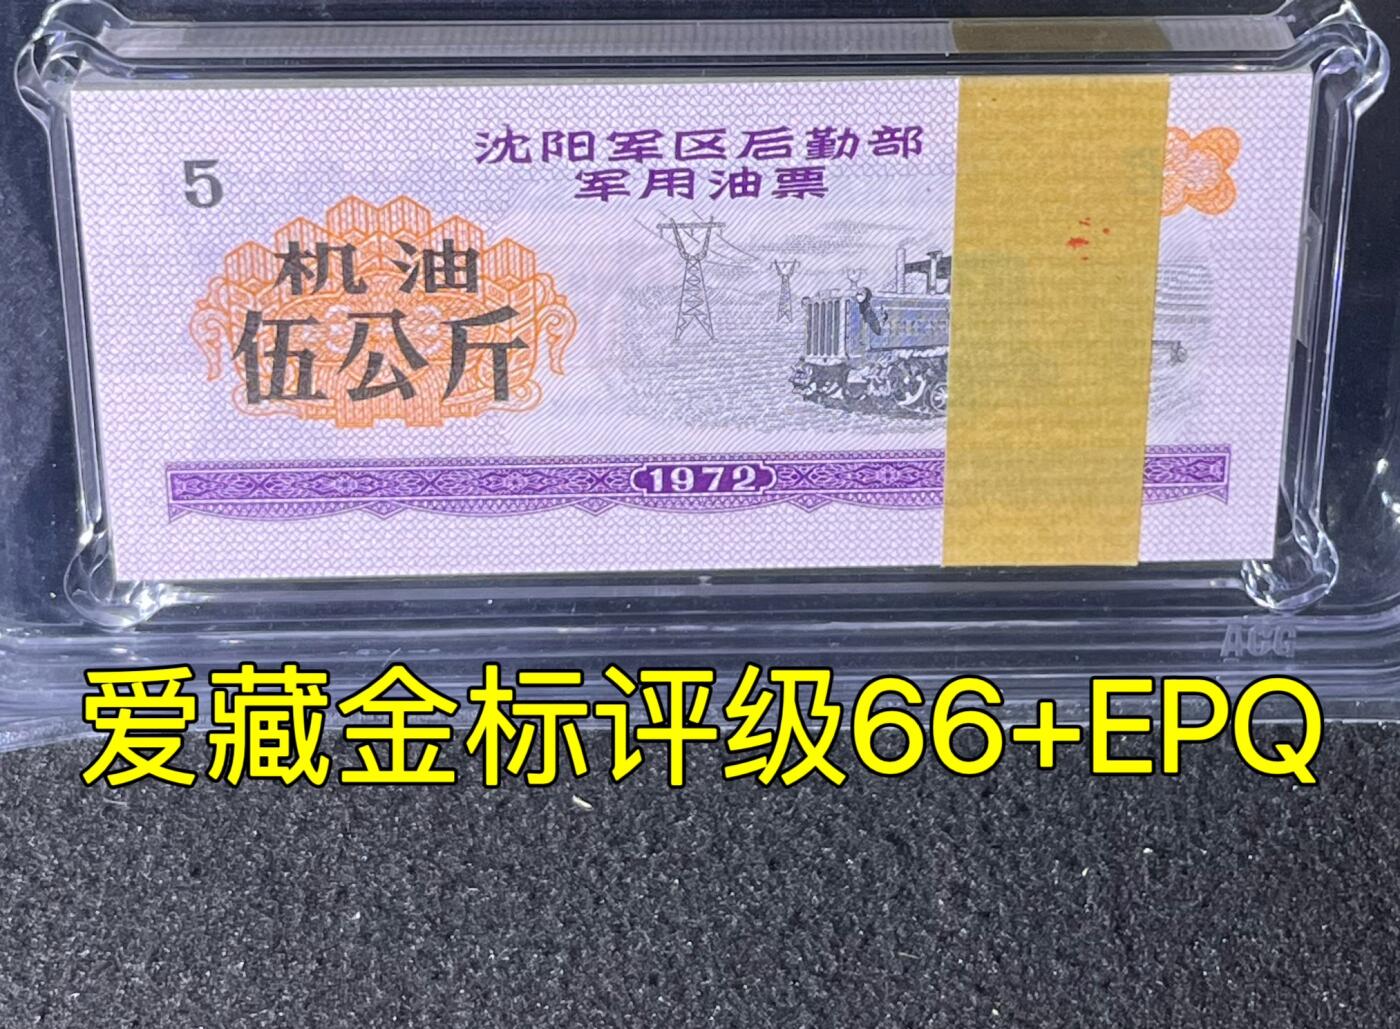 沈阳军区后勤部
军用油票
5
机油
伍公斤
1972
ACG
爱藏金标评级66+EPQ